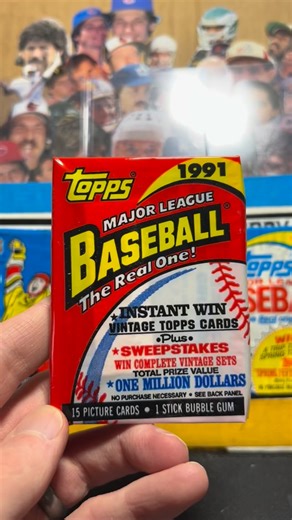 1991
TOPPS®
MAJOR LEAGUE
BASEBALL®
The Real One!
★INSTANT WIN
VINTAGE TOPPS CARDS
•Plus•
★SWEEPSTAKES
WIN COMPLETE VINTAGE SETS
TOTAL PRIZE VALUE
★ONE MILLION DOLLARS
NO PURCHASE NECESSARY • SEE BACK PANEL
15 PICTURE CARDS • 1 STICK BUBBLE GUM
Topps